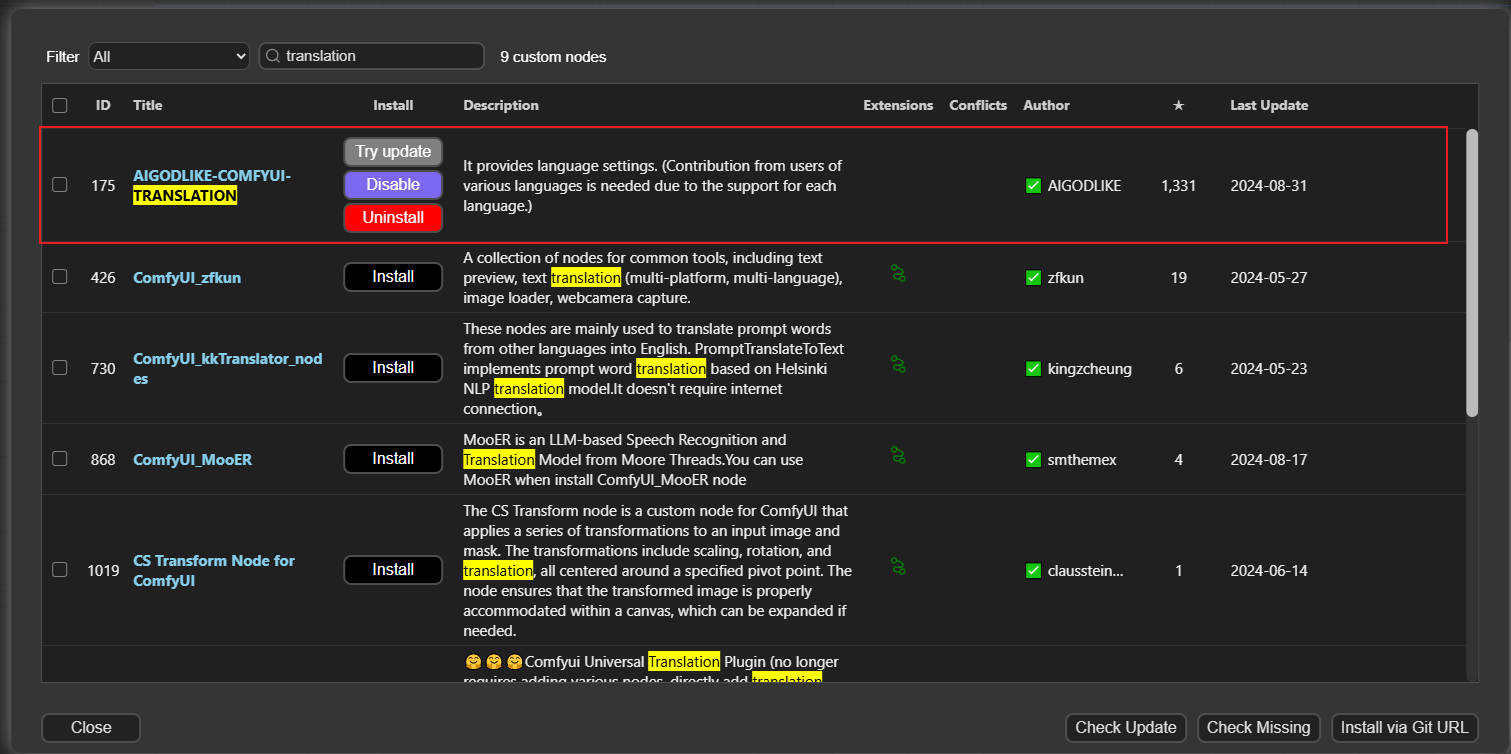 Filter All translation 9 custom nodes
ID Title Install Description Extensions Conflicts Author ★ Last Update
Try update
Disable
Uninstall
175 AIGODLIKE-COMFYUI-
TRANSLATION
It provides language settings. (Contribution from users of
various languages is needed due to the support for each
language.)
✅ AIGODLIKE 1,331 2024-08-31
426 ComfyUI_zfkun Install
A collection of nodes for common tools, including text
preview, text translation (multi-platform, multi-language),
image loader, webcamera capture.
✅ zfkun 19 2024-05-27
730 ComfyUI_kkTranslator_nod
es
Install
These nodes are mainly used to translate prompt words
from other languages into English. PromptTranslateToText
implements prompt word translation based on Helsinki
NLP translation model.It doesn't require internet
connection。
✅ kingzcheung 6 2024-05-23
868 ComfyUI_MooER Install
MooER is an LLM-based Speech Recognition and
Translation Model from Moore Threads.You can use
MooER when install ComfyUI_MooER node
✅ smthemex 4 2024-08-17
1019 CS Transform Node for
ComfyUI
Install
The CS Transform node is a custom node for ComfyUI that
applies a series of transformations to an input image and
mask. The transformations include scaling, rotation, and
translation, all centered around a specified pivot point. The
node ensures that the transformed image is properly
accommodated within a canvas, which can be expanded if
needed.
✅ clausstein... 1 2024-06-14
🤗 🤗 🤗Comfyui Universal Translation Plugin (no longer
requires adding various nodes, directly add translation
Close Check Update Check Missing Install via Git URL